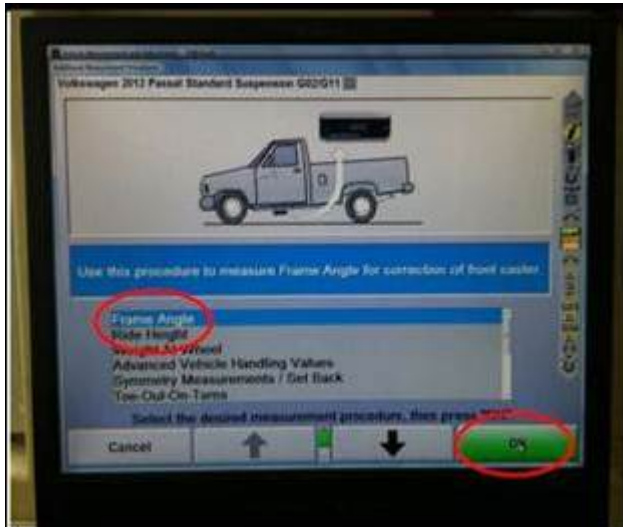 Volkswagen 2012 Passat Standard Suspension G02/G11
Use this procedure to measure Frame Angle for correction of front caster.
Frame Angle
Ride Height
Weight At Wheel
Advanced Vehicle Handling Values
Symmetry Measurements / Set Back
Toe-Out-On-Turns
Select the desired measurement procedure, then press "OK".
Cancel
OK